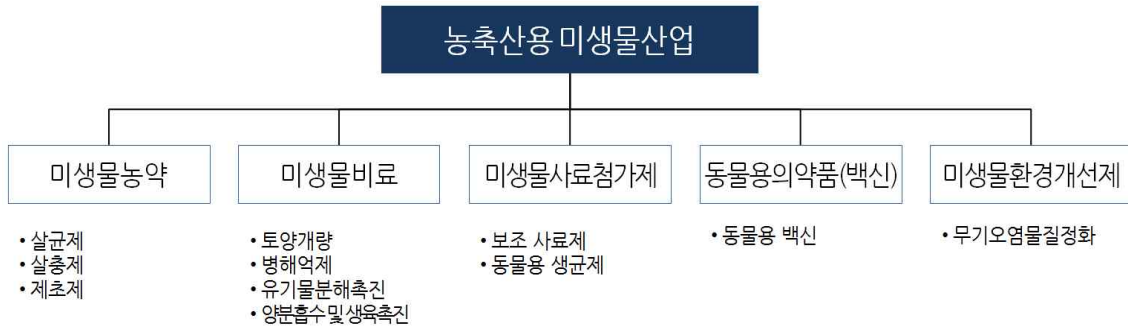 농축산용 미생물산업
미생물농약
• 살균제
• 살충제
• 제초제
미생물비료
• 토양개량
• 병해억제
• 유기물분해촉진
• 양분흡수 및 생육촉진
미생물사료첨가제
• 보조 사료제
• 동물용 생균제
동물용의약품(백신)
• 동물용 백신
미생물환경개선제
• 무기오염물질정화